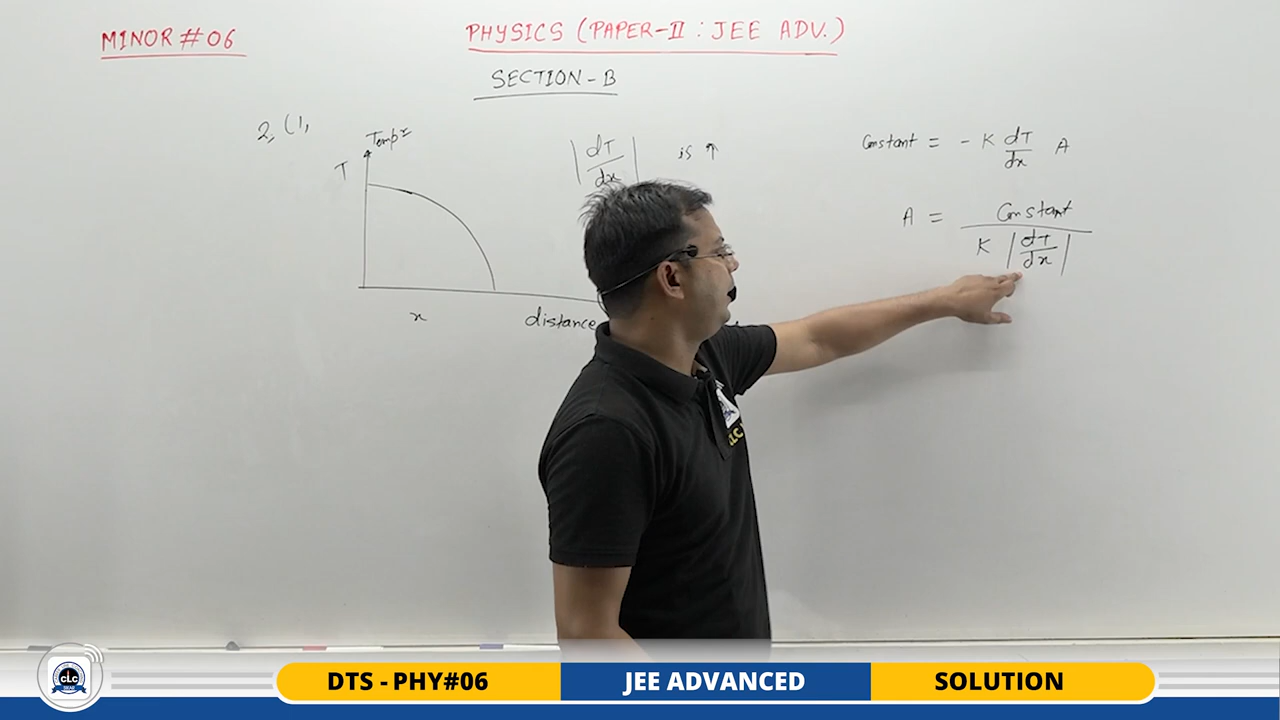 MINOR # 06
PHYSICS (PAPER-II : JEE ADV.)
SECTION-B
2, (1,
Tempr
T
x
distance
|dT/dx| is ↑
Constant = - K dT/dx A
A = Constant / K |dT/dx|
CLC
DTS - PHY#06
JEE ADVANCED
SOLUTION